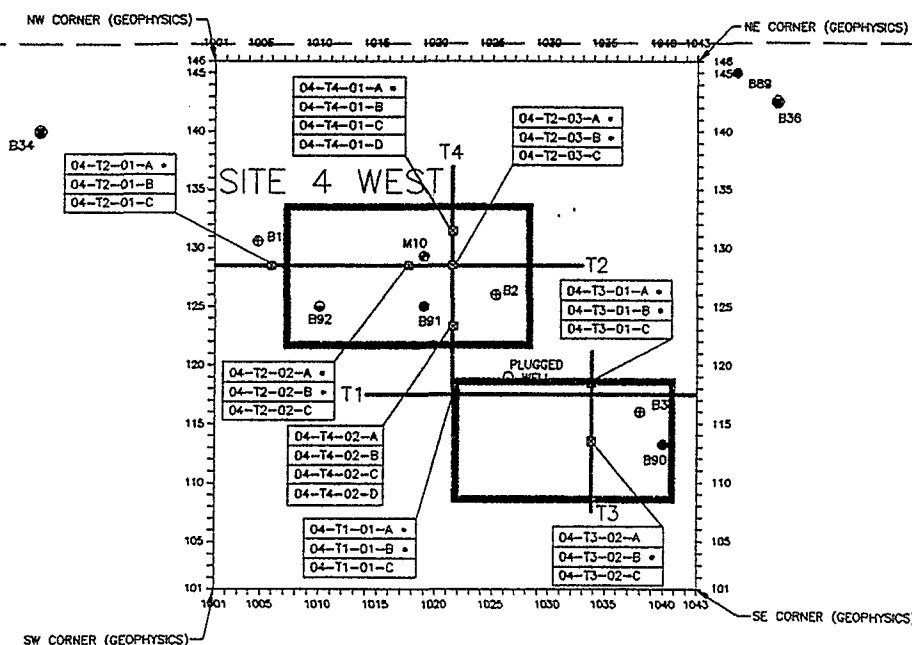 NW CORNER (GEOPHYSICS)
NE CORNER (GEOPHYSICS)
1001 1005 1010 1015 1021 1025 1030 1035 1040 1043
146
145
140
135
130
125
120
115
110
105
101
146
145
140
135
130
125
120
115
110
105
101
B89
B36
B34
04-T4-01-A •
04-T4-01-B
04-T4-01-C
04-T4-01-D
04-T2-03-A •
04-T2-03-B •
04-T2-03-C
T4
04-T2-01-A •
04-T2-01-B
04-T2-01-C
SITE 4 WEST
B1
M10
T2
B2
B92
B91
04-T3-01-A •
04-T3-01-B •
04-T3-01-C
PLUGGED
WELL
04-T2-02-A •
04-T2-02-B •
04-T2-02-C
T1
B3
04-T4-02-A
04-T4-02-B
04-T4-02-C
04-T4-02-D
B90
T3
04-T1-01-A •
04-T1-01-B •
04-T1-01-C
04-T3-02-A
04-T3-02-B •
04-T3-02-C
1001 1005 1010 1015 1020 1025 1030 1035 1040 1043
SE CORNER (GEOPHYSICS)
SW CORNER (GEOPHYSICS)